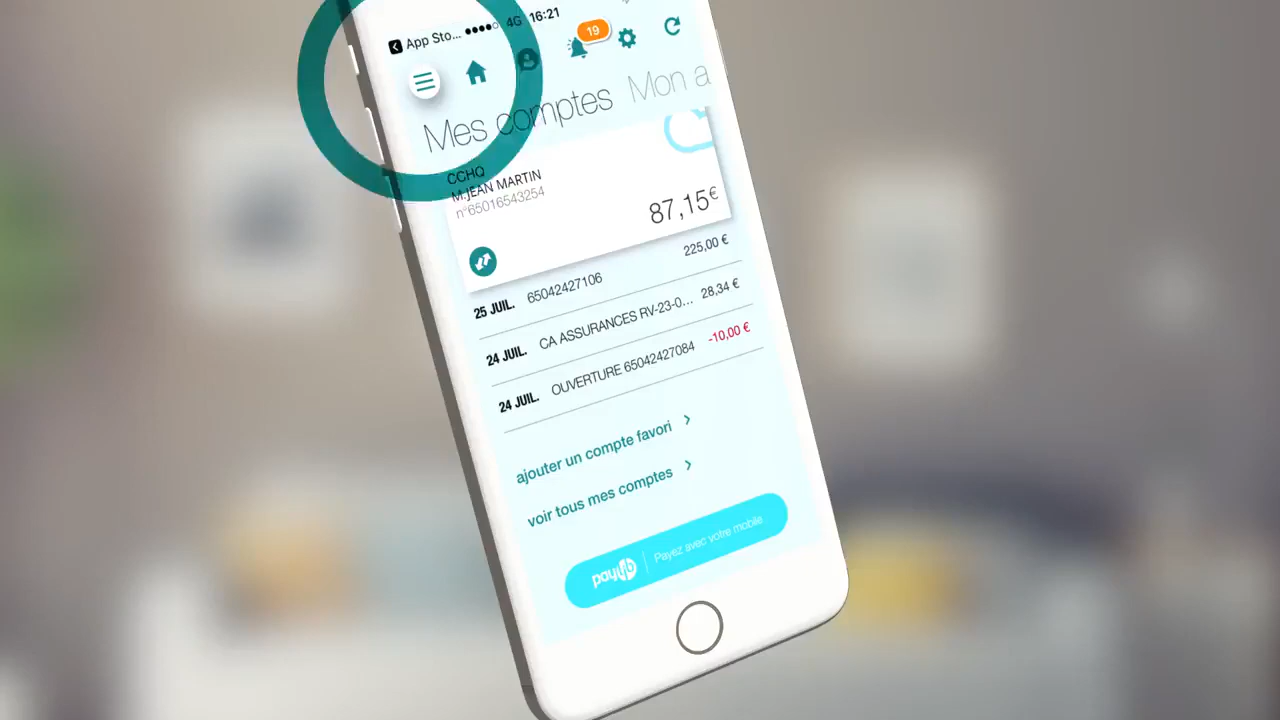 App Sto... 4G 16:21
19
Mes comptes Mon a
CCHQ
M.JEAN MARTIN
n°65016543254
87,15€
25 JUIL. 65042427106 225,00 €
24 JUIL. CA ASSURANCES RV-23-0... 28,34 €
24 JUIL. OUVERTURE 65042427084 -10,00 €
ajouter un compte favori
voir tous mes comptes
paylib Payez avec votre mobile